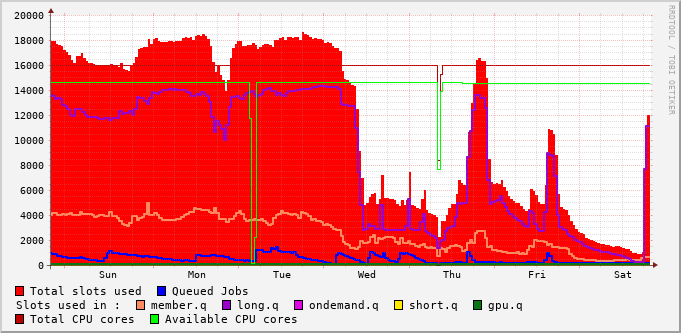 20000
18000
16000
14000
12000
10000
8000
6000
4000
2000
0
Sun Mon Tue Wed Thu Fri Sat
RRDTOOL / TOBI OETIKER
Total slots used Queued Jobs
Slots used in : member.q long.q ondemand.q short.q gpu.q
Total CPU cores Available CPU cores